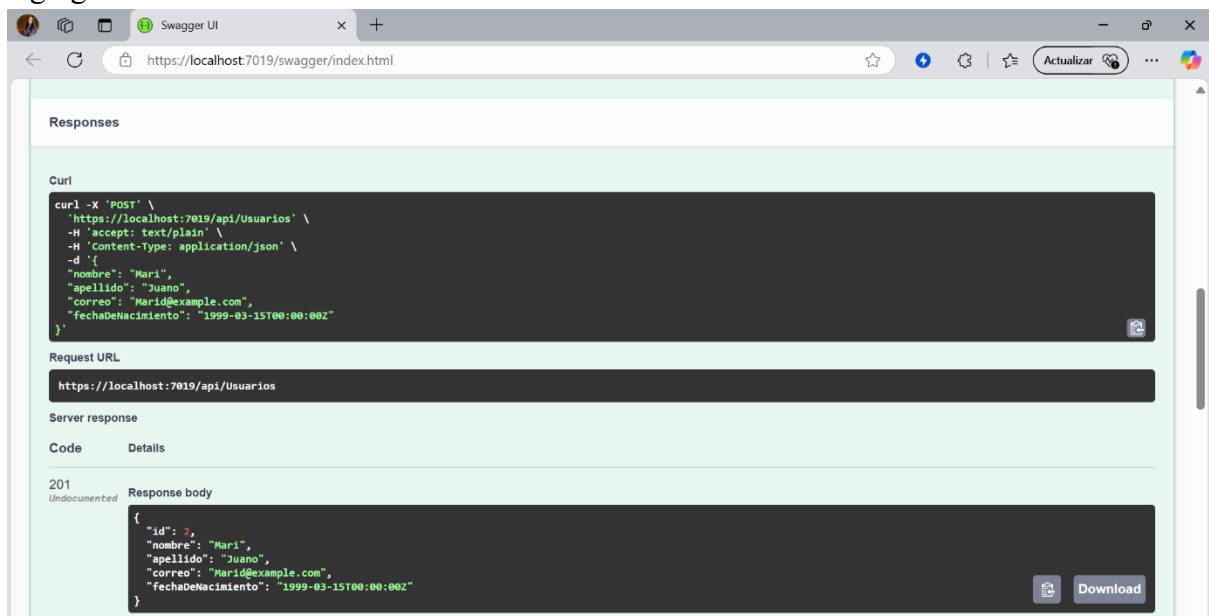 Swagger UI
https://localhost:7019/swagger/index.html
Actualizar
Responses
Curl
curl -X 'POST' \
'https://localhost:7019/api/Usuarios' \
-H 'accept: text/plain' \
-H 'Content-Type: application/json' \
-d '{
"nombre": "Mari",
"apellido": "Juano",
"correo": "Marid@example.com",
"fechaDeNacimiento": "1999-03-15T00:00:00Z"
}'
Request URL
https://localhost:7019/api/Usuarios
Server response
Code Details
201
Undocumented
Response body
{
"id": 2,
"nombre": "Mari",
"apellido": "Juano",
"correo": "Marid@example.com",
"fechaDeNacimiento": "1999-03-15T00:00:00Z"
}
Download